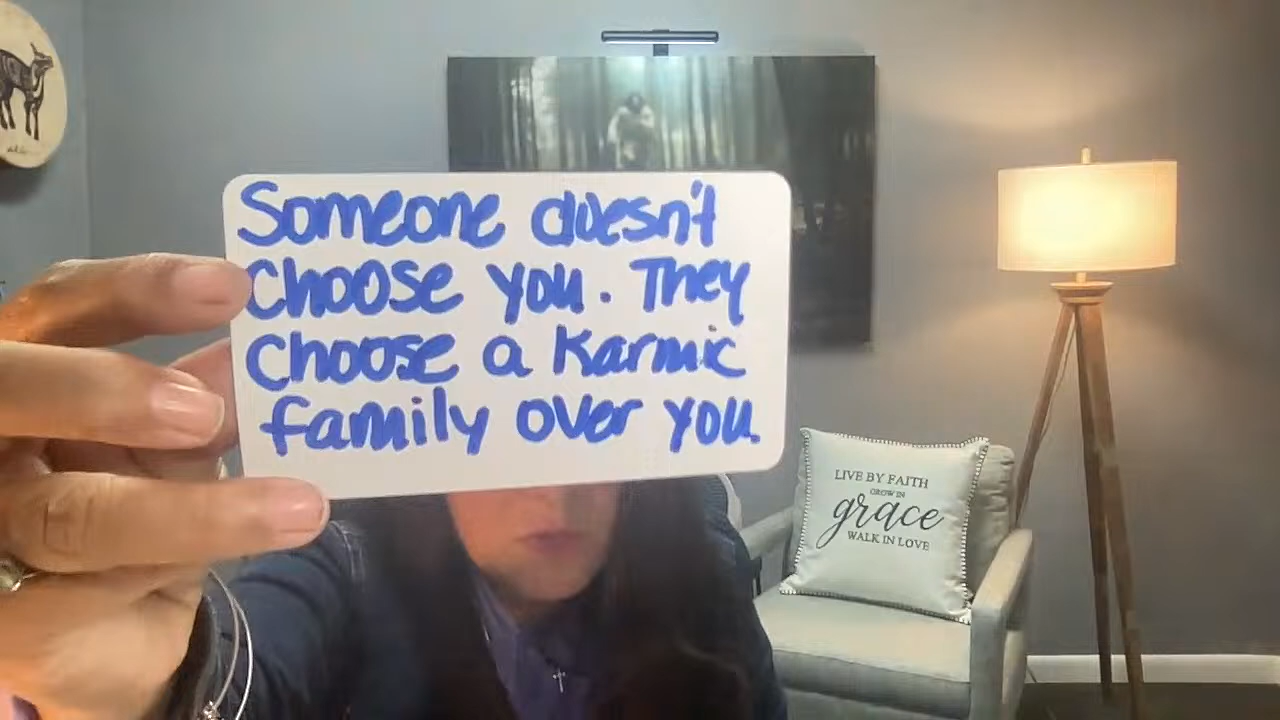 Someone doesn't
Choose you. They
Choose a Karmic
family over you.
LIVE BY FAITH
GROW IN
grace
WALK IN LOVE